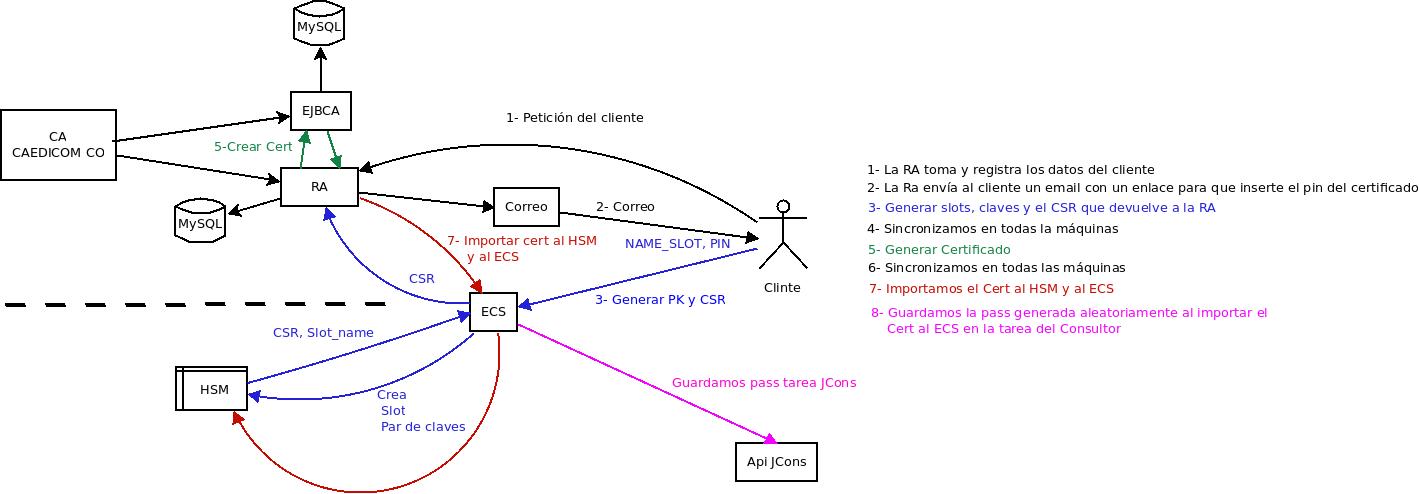 MySQL
EJBCA
1- Petición del cliente
CA
CAEDICOM CO
5-Crear Cert
RA
MySQL
Correo
2- Correo
NAME_SLOT, PIN
7- Importar cert al HSM
y al ECS
CSR
Clinte
3- Generar PK y CSR
ECS
CSR, Slot_name
HSM
Crea
Slot
Par de claves
Guardamos pass tarea JCons
Api JCons
1- La RA toma y registra los datos del cliente
2- La Ra envía al cliente un email con un enlace para que inserte el pin del certificado
3- Generar slots, claves y el CSR que devuelve a la RA
4- Sincronizamos en todas las máquinas
5- Generar Certificado
6- Sincronizamos en todas las máquinas
7- Importamos el Cert al HSM y al ECS
8- Guardamos la pass generada aleatoriamente al importar el
Cert al ECS en la tarea del Consultor